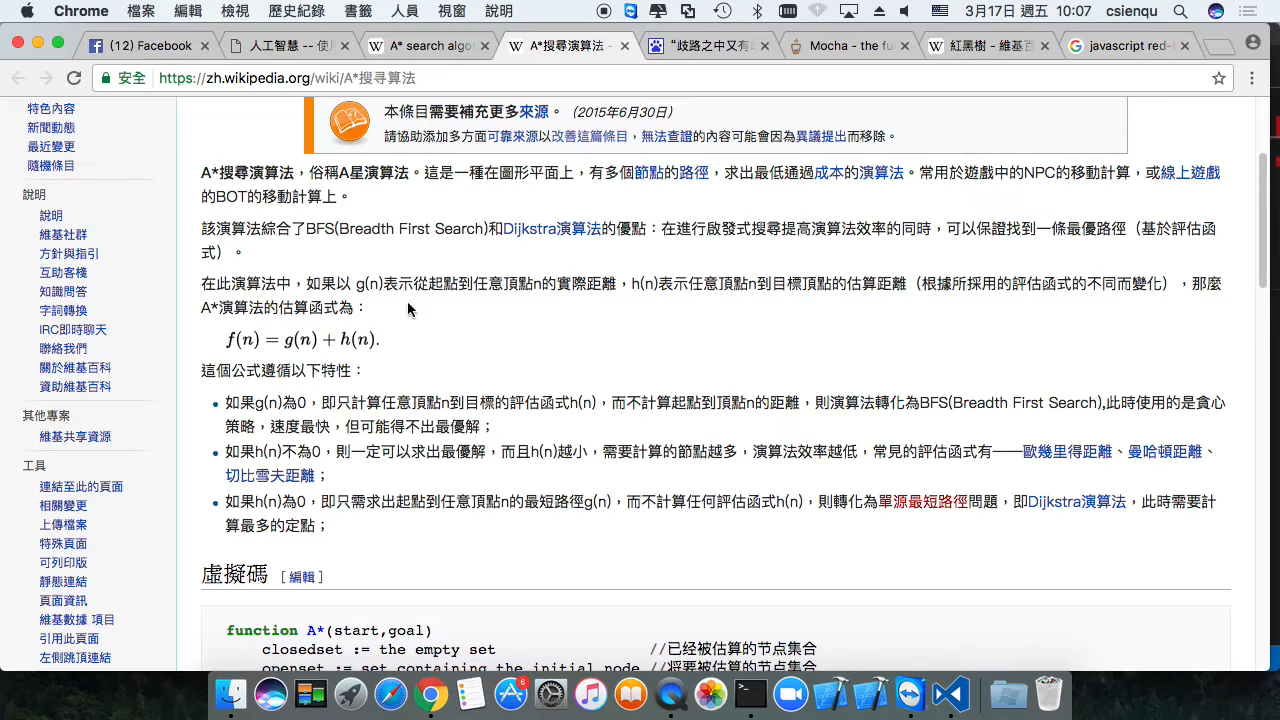 Chrome 檔案 編輯 檢視 歷史紀錄 書籤 人員 視窗 說明 3月17日 週五 10:07 csienqu
(12) Facebook 人工智慧 -- 使用 A* search algo A*搜尋演算法 - “歧路之中又有歧 Mocha - the fun 紅黑樹 - 維基百 javascript red-b
安全 https://zh.wikipedia.org/wiki/A*搜尋算法
特色內容
新聞動態
最近變更
隨機條目
說明
說明
維基社群
方針與指引
互助客棧
知識問答
字詞轉換
IRC即時聊天
聯絡我們
關於維基百科
資助維基百科
其他專案
維基共享資源
工具
連結至此的頁面
相關變更
上傳檔案
特殊頁面
可列印版
靜態連結
頁面資訊
維基數據 項目
引用此頁面
左側跳頂連結
本條目需要補充更多來源。 (2015年6月30日)
請協助添加多方面可靠來源以改善這篇條目,無法查證的內容可能會因為異議提出而移除。
A*搜尋演算法,俗稱A星演算法。這是一種在圖形平面上,有多個節點的路徑,求出最低通過成本的演算法。常用於遊戲中的NPC的移動計算,或線上遊戲
的BOT的移動計算上。
該演算法綜合了BFS(Breadth First Search)和Dijkstra演算法的優點:在進行啟發式搜尋提高演算法效率的同時,可以保證找到一條最優路徑(基於評估函
式)。
在此演算法中,如果以 g(n)表示從起點到任意頂點n的實際距離,h(n)表示任意頂點n到目標頂點的估算距離(根據所採用的評估函式的不同而變化),那麼
A*演算法的估算函式為:
f(n) = g(n) + h(n).
這個公式遵循以下特性:
• 如果g(n)為0,即只計算任意頂點n到目標的評估函式h(n),而不計算起點到頂點n的距離,則演算法轉化為BFS(Breadth First Search),此時使用的是貪心
策略,速度最快,但可能得不出最優解;
• 如果h(n)不為0,則一定可以求出最優解,而且h(n)越小,需要計算的節點越多,演算法效率越低,常見的評估函式有——歐幾里得距離、曼哈頓距離、
切比雪夫距離;
• 如果h(n)為0,即只需求出起點到任意頂點n的最短路徑g(n),而不計算任何評估函式h(n),則轉化為單源最短路徑問題,即Dijkstra演算法,此時需要計
算最多的定點;
虛擬碼 [編輯]
function A*(start,goal)
closedset := the empty set //已经被估算的节点集合
openset := set containing the initial node //将要被估算的节点集合
6